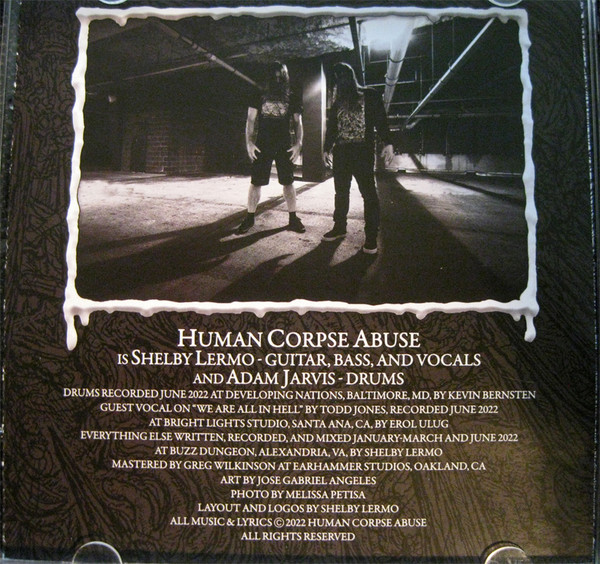 HUMAN CORPSE ABUSE
IS SHELBY LERMO - GUITAR, BASS, AND VOCALS
AND ADAM JARVIS - DRUMS
DRUMS RECORDED JUNE 2022 AT DEVELOPING NATIONS, BALTIMORE, MD, BY KEVIN BERNSTEN
GUEST VOCAL ON "WE ARE ALL IN HELL" BY TODD JONES, RECORDED JUNE 2022
AT BRIGHT LIGHTS STUDIO, SANTA ANA, CA, BY EROL ULUG
EVERYTHING ELSE WRITTEN, RECORDED, AND MIXED JANUARY-MARCH AND JUNE 2022
AT BUZZ DUNGEON, ALEXANDRIA, VA, BY SHELBY LERMO
MASTERED BY GREG WILKINSON AT EARHAMMER STUDIOS, OAKLAND, CA
ART BY JOSE GABRIEL ANGELES
PHOTO BY MELISSA PETISA
LAYOUT AND LOGOS BY SHELBY LERMO
ALL MUSIC & LYRICS © 2022 HUMAN CORPSE ABUSE
ALL RIGHTS RESERVED